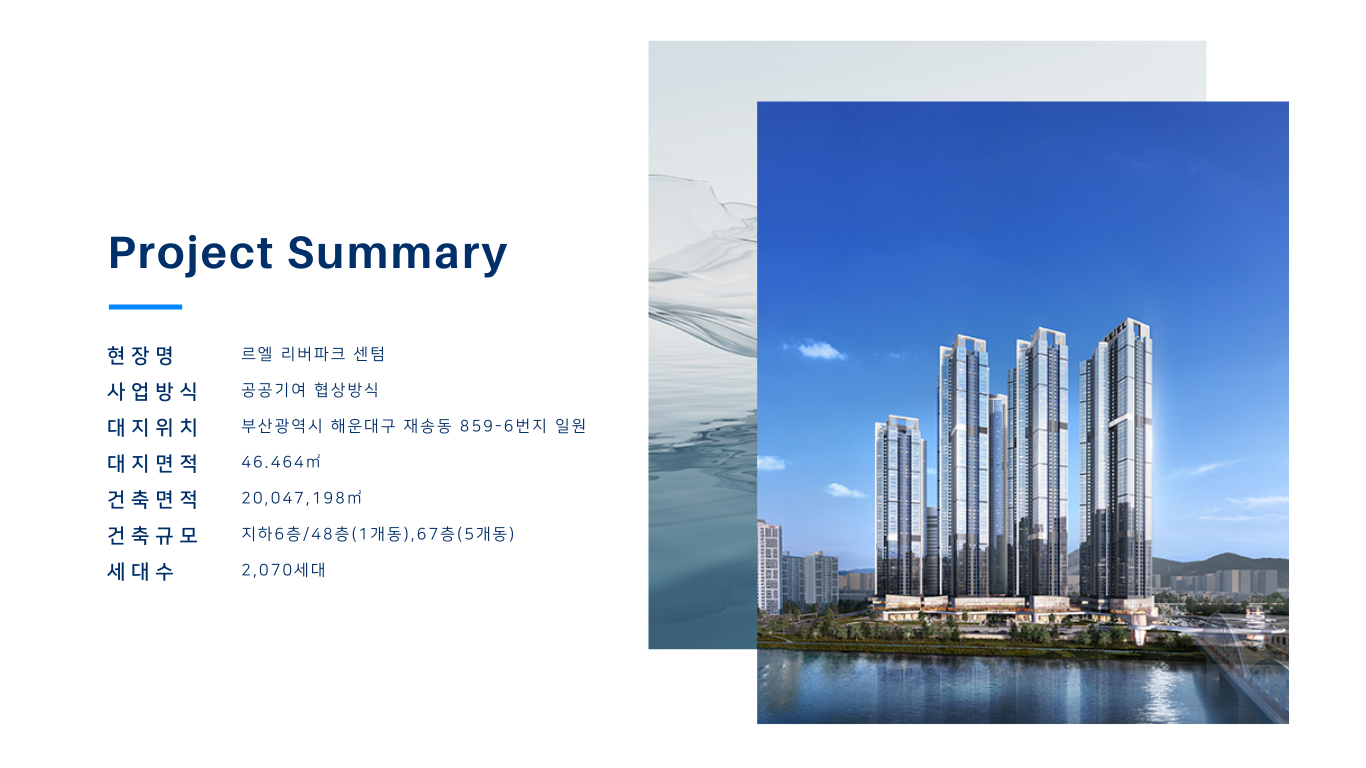 Project Summary
현장명 르엘 리버파크 센텀
사업방식 공공기여 협상방식
대지위치 부산광역시 해운대구 재송동 859-6번지 일원
대지면적 46.464㎡
건축면적 20,047,198㎡
건축규모 지하6층/48층(1개동),67층(5개동)
세대수 2,070세대